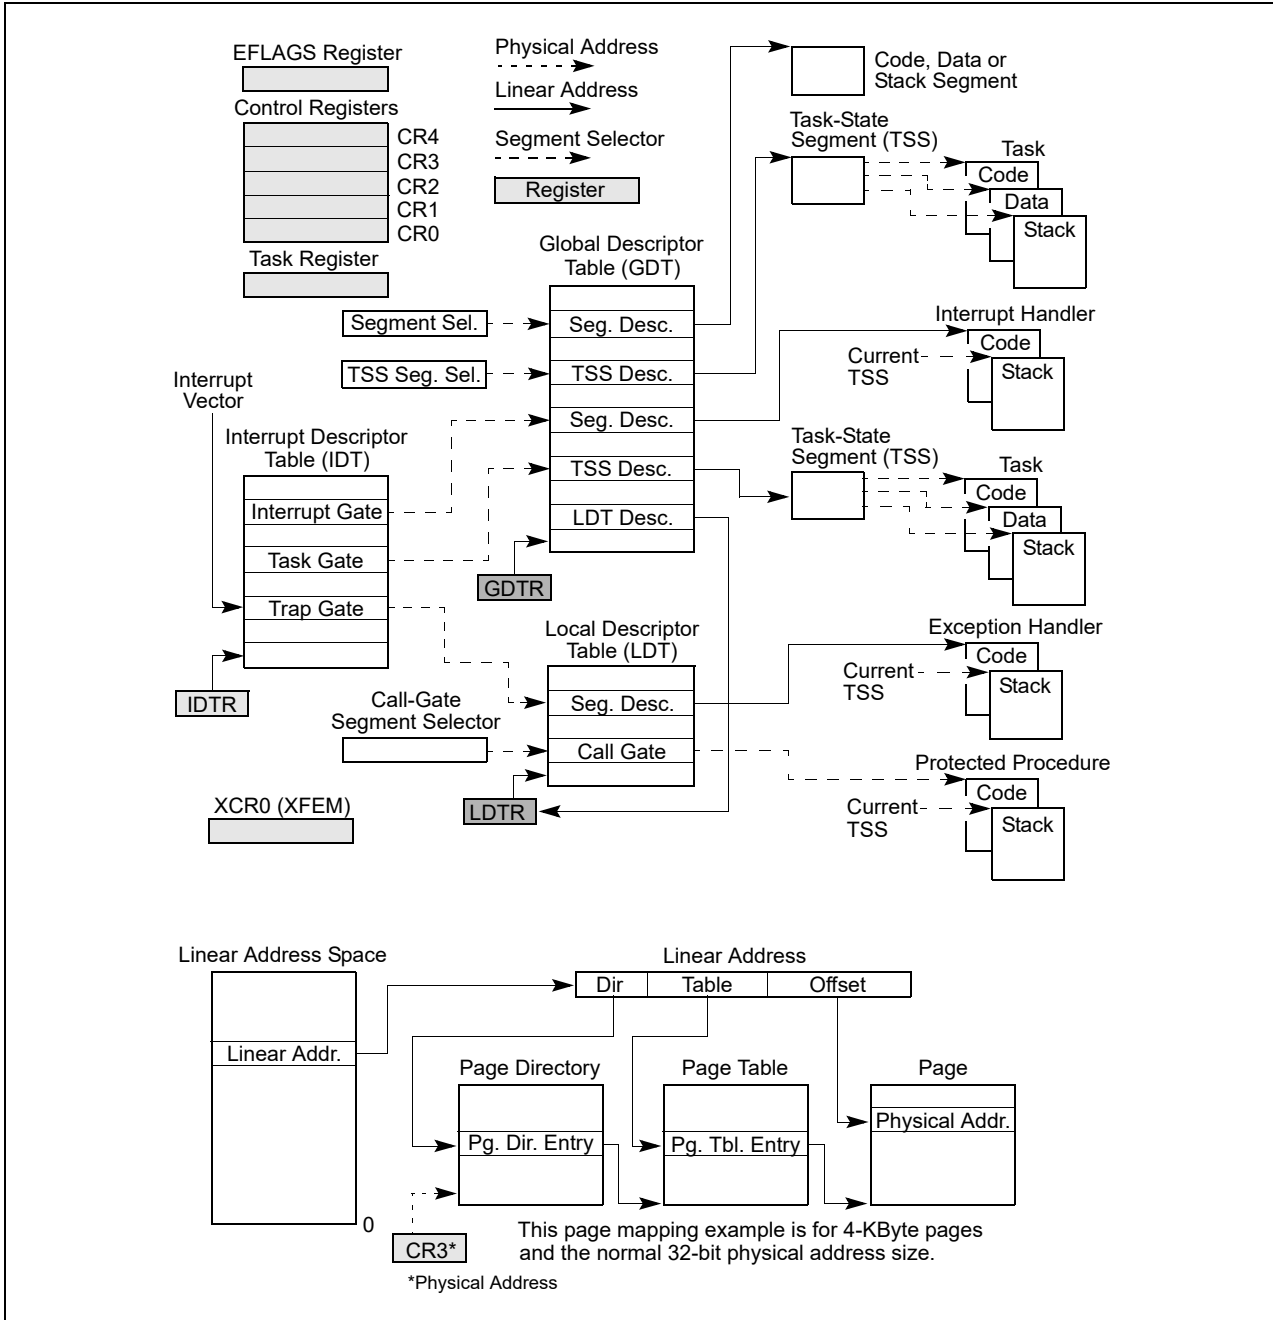 EFLAGS Register
Control Registers
CR4
CR3
CR2
CR1
CR0
Task Register
Physical Address
Linear Address
Segment Selector
Register
Code, Data or
Stack Segment
Task-State
Segment (TSS)
Task
Code
Data
Stack
Global Descriptor
Table (GDT)
Segment Sel.
Seg. Desc.
TSS Seg. Sel.
TSS Desc.
Seg. Desc.
TSS Desc.
LDT Desc.
GDTR
Interrupt Handler
Code
Current
TSS
Stack
Interrupt
Vector
Interrupt Descriptor
Table (IDT)
Interrupt Gate
Task Gate
Trap Gate
IDTR
Task-State
Segment (TSS)
Task
Code
Data
Stack
Local Descriptor
Table (LDT)
Seg. Desc.
Call Gate
Call-Gate
Segment Selector
LDTR
Exception Handler
Code
Current
TSS
Stack
Protected Procedure
Code
Current
TSS
Stack
XCR0 (XFEM)
Linear Address Space
Linear Addr.
0
Linear Address
Dir
Table
Offset
Page Directory
Pg. Dir. Entry
Page Table
Pg. Tbl. Entry
Page
Physical Addr.
CR3*
*Physical Address
This page mapping example is for 4-KByte pages
and the normal 32-bit physical address size.